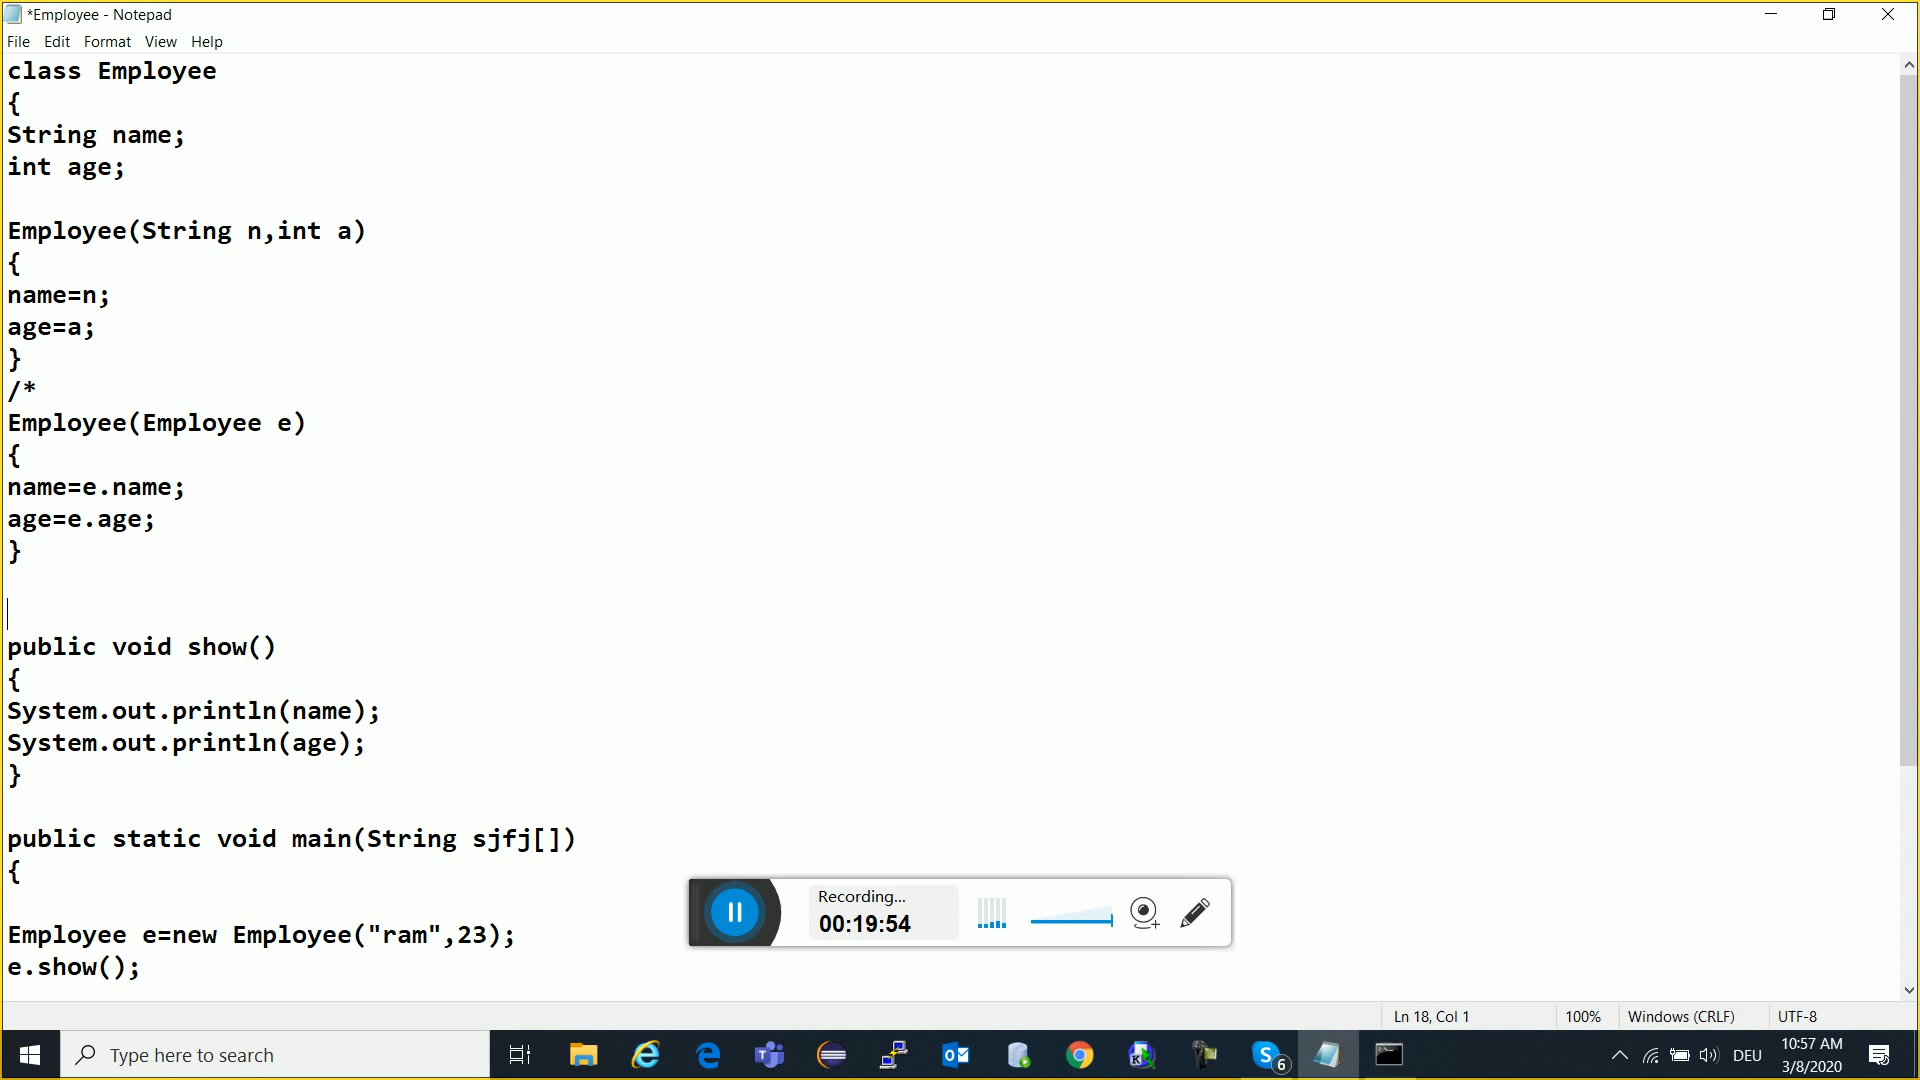 *Employee - Notepad
File Edit Format View Help
class Employee
{
String name;
int age;
Employee(String n,int a)
{
name=n;
age=a;
}
/*
Employee(Employee e)
{
name=e.name;
age=e.age;
}
public void show()
{
System.out.println(name);
System.out.println(age);
}
public static void main(String sjfj[])
{
Employee e=new Employee("ram",23);
e.show();
Recording...
00:19:54
Ln 18, Col 1 100% Windows (CRLF) UTF-8
Type here to search
6
DEU
10:57 AM
3/8/2020